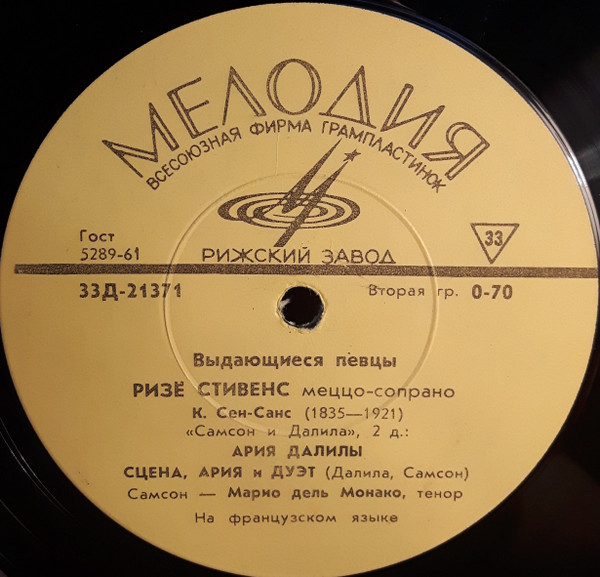 МЕЛОДИЯ
ВСЕСОЮЗНАЯ ФИРМА ГРАМПЛАСТИНОК
Гост
5289-61
РИЖСКИЙ ЗАВОД
33
33Д-21371
Вторая гр. 0-70
Выдающиеся певцы
РИЗЁ СТИВЕНС меццо-сопрано
К. Сен-Санс (1835—1921)
«Самсон и Далила», 2 д.:
АРИЯ ДАЛИЛЫ
СЦЕНА, АРИЯ и ДУЭТ (Далила, Самсон)
Самсон — Марио дель Монако, тенор
На французском языке